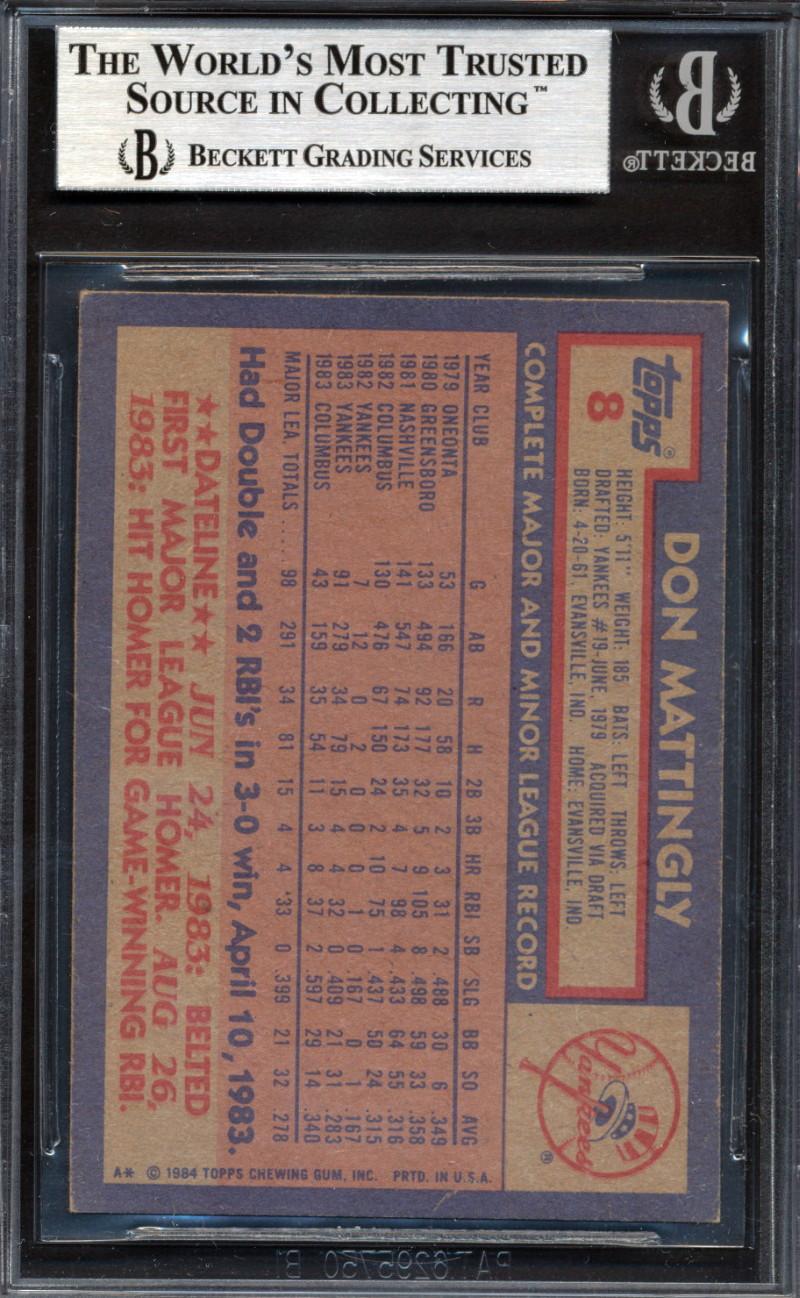 THE WORLD'S MOST TRUSTED
SOURCE IN COLLECTING™
B BECKETT GRADING SERVICES
B
BECKETT®
topps®
8
DON MATTINGLY
HEIGHT: 5'11" WEIGHT: 185 BATS: LEFT THROWS: LEFT
DRAFTED: YANKEES #19-JUNE, 1979 ACQUIRED VIA DRAFT
BORN: 4-20-61, EVANSVILLE, IND. HOME: EVANSVILLE, IND
Yankees ®
COMPLETE MAJOR AND MINOR LEAGUE RECORD
YEAR CLUB G AB R H 2B 3B HR RBI SB SLG BB SO AVG
1979 ONEONTA 53 166 20 58 10 2 3 31 2 .488 30 6 .349
1980 GREENSBORO 133 494 92 177 32 5 9 105 8 .498 59 33 .358
1981 NASHVILLE 141 547 74 173 35 4 7 98 4 .433 64 55 .316
1982 COLUMBUS 130 476 67 150 24 2 10 75 1 .437 50 24 .315
1982 YANKEES 7 12 0 2 0 0 0 1 0 .167 0 1 .167
1983 YANKEES 91 279 34 79 15 4 4 32 0 .409 21 31 .283
1983 COLUMBUS 43 159 35 54 11 3 8 37 2 .597 29 14 .340
MAJOR LEA. TOTALS .... 98 291 34 81 15 4 4 33 0 .399 21 32 .278
Had Double and 2 RBI's in 3-0 win, April 10, 1983.
★★DATELINE★★ JUN 24, 1983: BELTED
FIRST MAJOR LEAGUE HOMER. AUG 26,
1983: HIT HOMER FOR GAME-WINNING RBI.
A* © 1984 TOPPS CHEWING GUM, INC. PRTD. IN U.S.A.